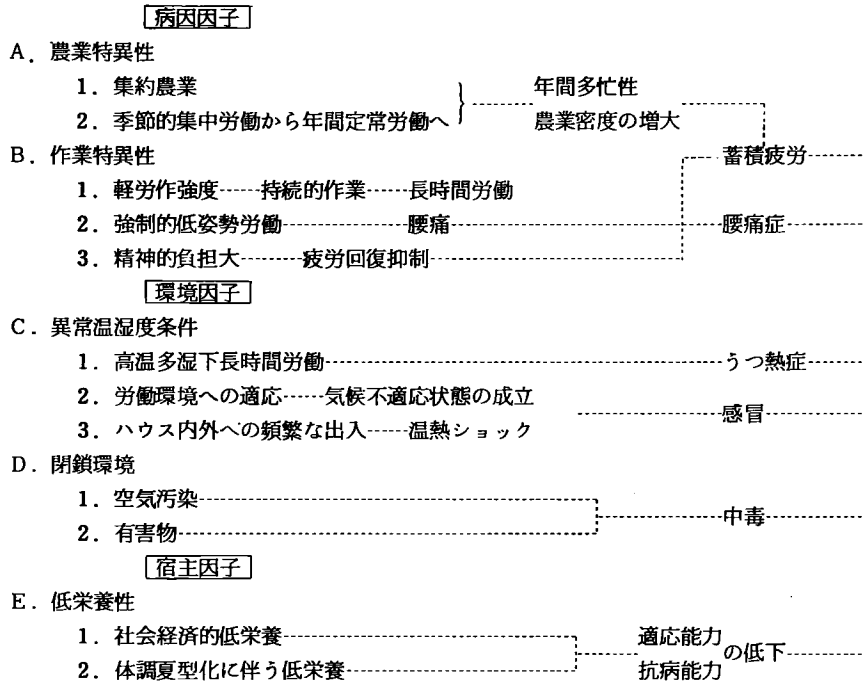 病因因子
A. 農業特異性
1. 集約農業 年間多忙性
2. 季節的集中労働から年間定常労働へ 農業密度の増大
B. 作業特異性 蓄積疲労
1. 軽労作強度……持続的作業……長時間労働
2. 強制的低姿勢労働……腰痛……腰痛症
3. 精神的負担大……疲労回復抑制
環境因子
C. 異常温湿度条件
1. 高温多湿下長時間労働……うつ熱症
2. 労働環境への適応……気候不適応状態の成立
感冒
3. ハウス内外への頻繁な出入……温熱ショック
D. 閉鎖環境
1. 空気汚染
中毒
2. 有害物
宿主因子
E. 低栄養性
1. 社会経済的低栄養 適応能力
の低下
2. 体調夏型化に伴う低栄養 抗病能力